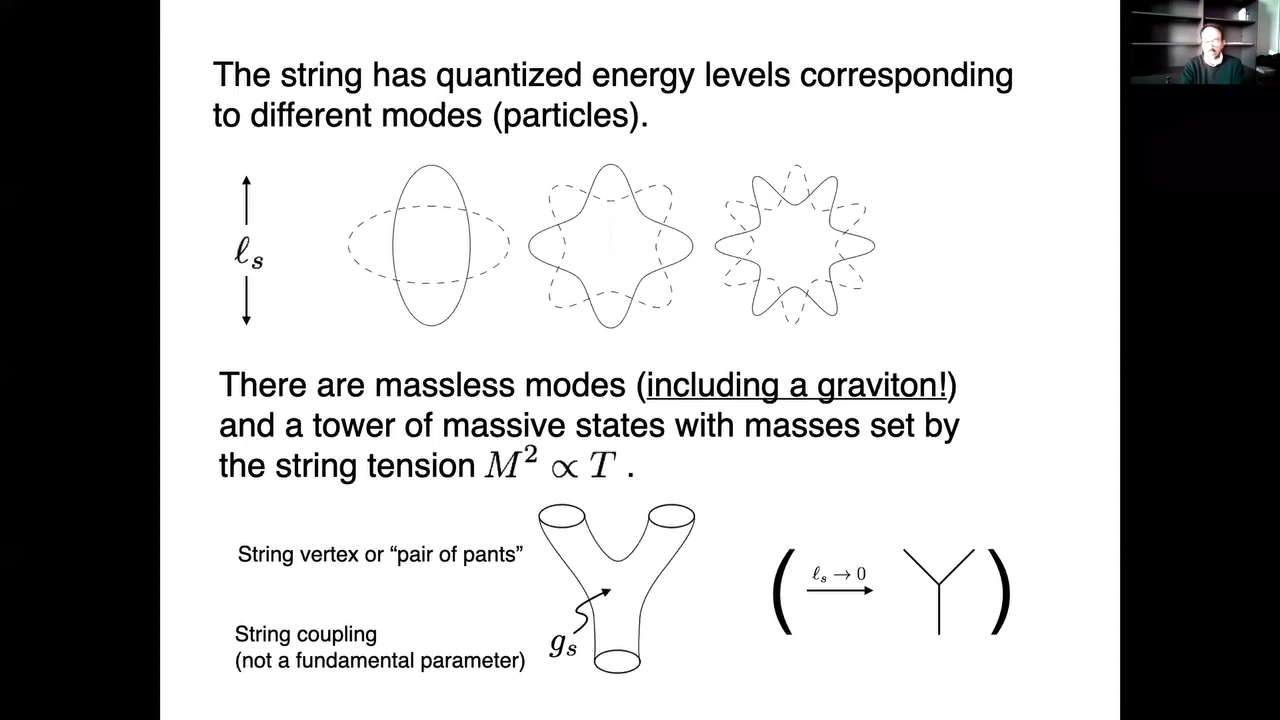 The string has quantized energy levels corresponding
to different modes (particles).
ℓₛ
There are massless modes (including a graviton!)
and a tower of massive states with masses set by
the string tension M² ∝ T .
String vertex or “pair of pants”
ℓₛ → 0
String coupling
(not a fundamental parameter)
gₛ